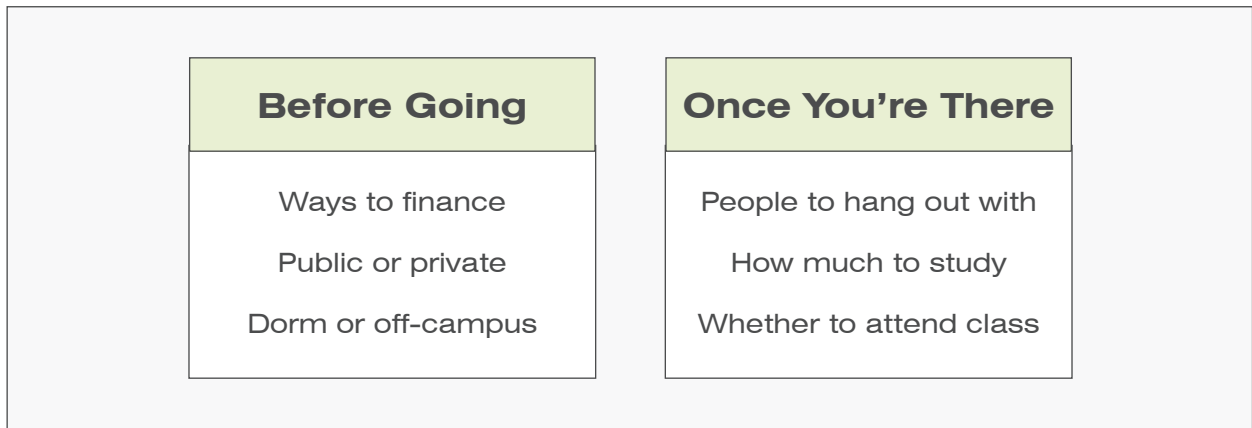 Before Going
Ways to finance
Public or private
Dorm or off-campus
Once You’re There
People to hang out with
How much to study
Whether to attend class